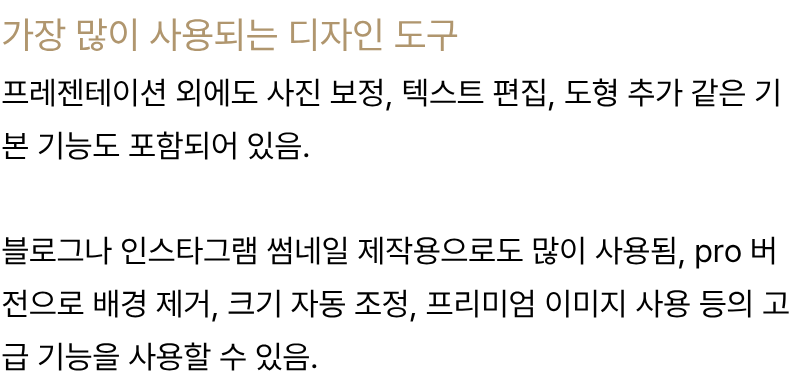 가장 많이 사용되는 디자인 도구
프레젠테이션 외에도 사진 보정, 텍스트 편집, 도형 추가 같은 기
본 기능도 포함되어 있음.
블로그나 인스타그램 썸네일 제작용으로도 많이 사용됨, pro 버
전으로 배경 제거, 크기 자동 조정, 프리미엄 이미지 사용 등의 고
급 기능을 사용할 수 있음.